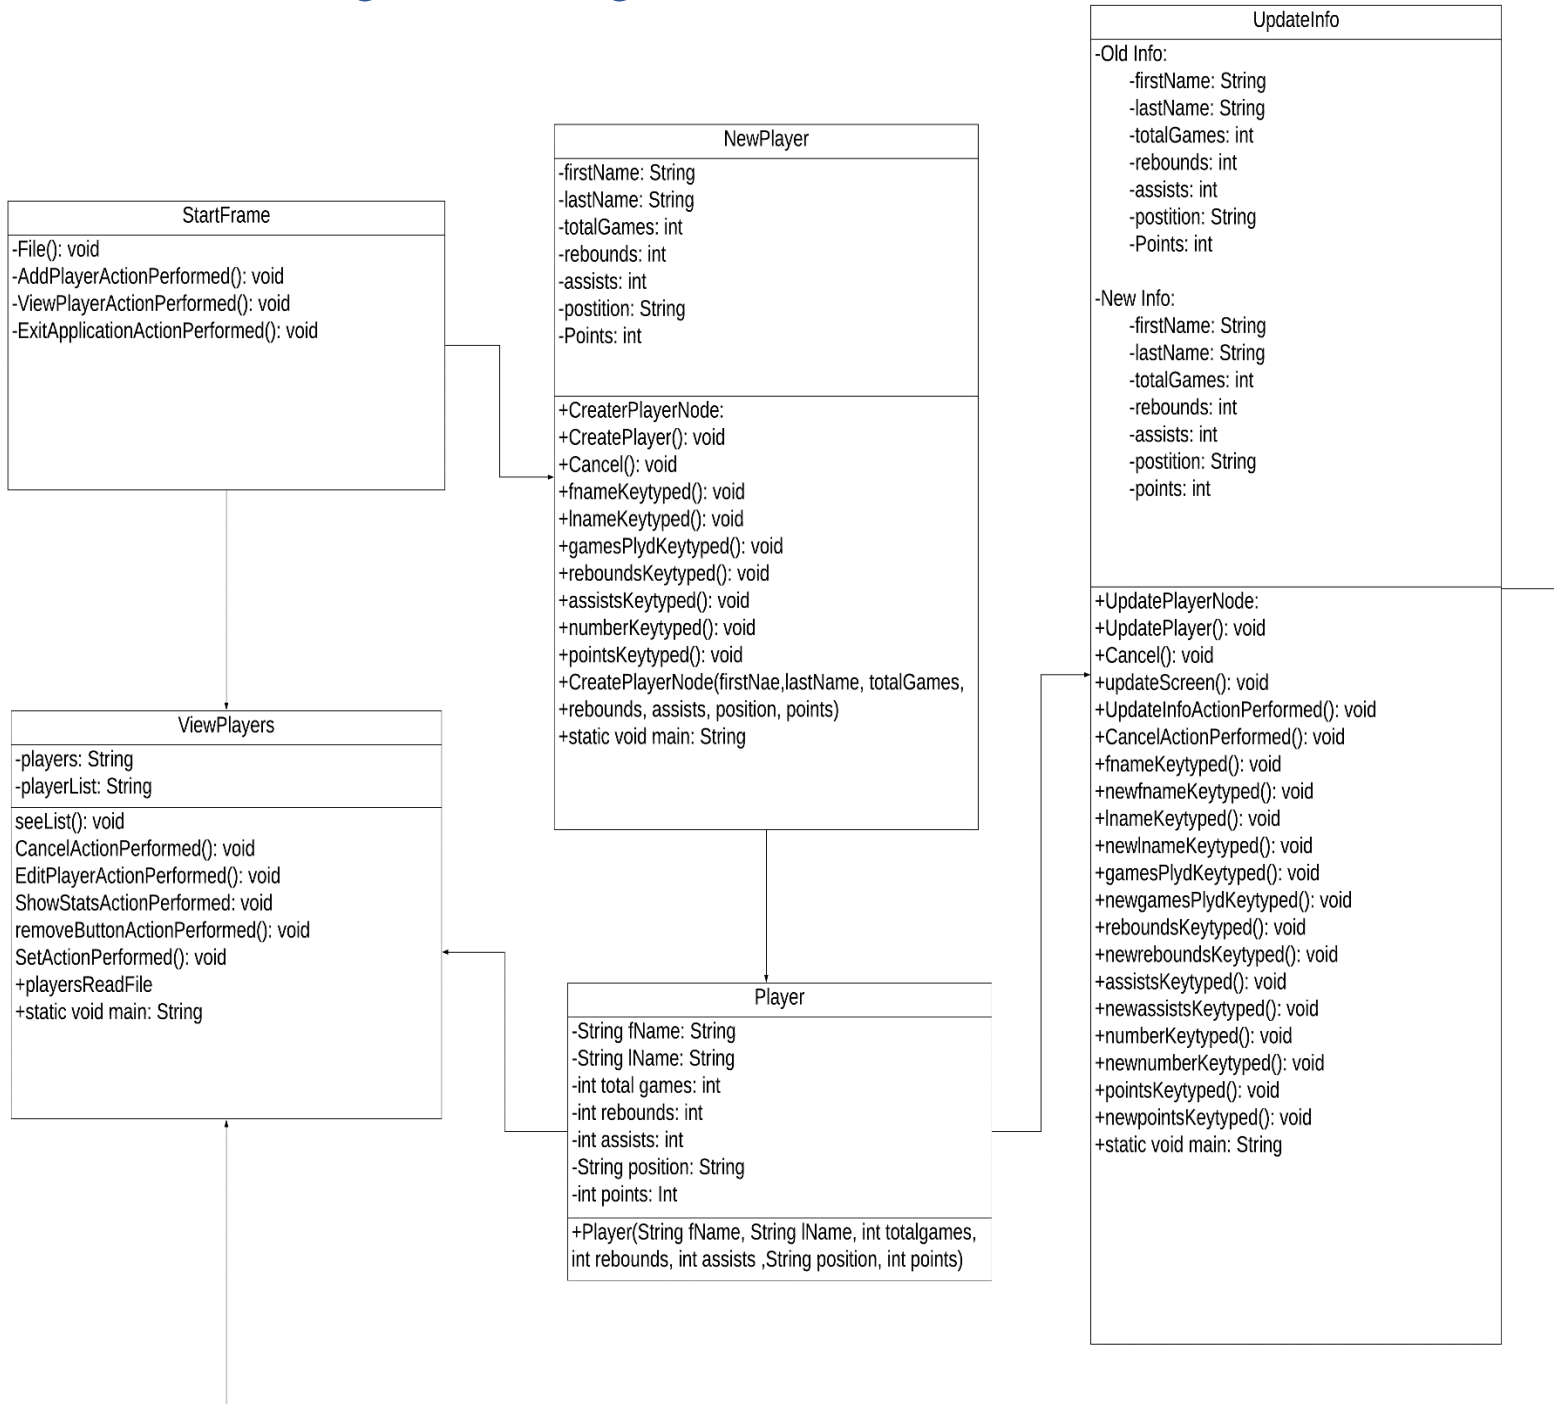 StartFrame
-File(): void
-AddPlayerActionPerformed(): void
-ViewPlayerActionPerformed(): void
-ExitApplicationActionPerformed(): void
NewPlayer
-firstName: String
-lastName: String
-totalGames: int
-rebounds: int
-assists: int
-postition: String
-Points: int
+CreaterPlayerNode:
+CreatePlayer(): void
+Cancel(): void
+fnameKeytyped(): void
+lnameKeytyped(): void
+gamesPlydKeytyped(): void
+reboundsKeytyped(): void
+assistsKeytyped(): void
+numberKeytyped(): void
+pointsKeytyped(): void
+CreatePlayerNode(firstNae,lastName, totalGames,
+rebounds, assists, position, points)
+static void main: String
UpdateInfo
-Old Info:
-firstName: String
-lastName: String
-totalGames: int
-rebounds: int
-assists: int
-postition: String
-Points: int
-New Info:
-firstName: String
-lastName: String
-totalGames: int
-rebounds: int
-assists: int
-postition: String
-points: int
+UpdatePlayerNode:
+UpdatePlayer(): void
+Cancel(): void
+updateScreen(): void
+UpdateInfoActionPerformed(): void
+CancelActionPerformed(): void
+fnameKeytyped(): void
+newfnameKeytyped(): void
+lnameKeytyped(): void
+newlnameKeytyped(): void
+gamesPlydKeytyped(): void
+newgamesPlydKeytyped(): void
+reboundsKeytyped(): void
+newreboundsKeytyped(): void
+assistsKeytyped(): void
+newassistsKeytyped(): void
+numberKeytyped(): void
+newnumberKeytyped(): void
+pointsKeytyped(): void
+newpointsKeytyped(): void
+static void main: String
ViewPlayers
-players: String
-playerList: String
seeList(): void
CancelActionPerformed(): void
EditPlayerActionPerformed(): void
ShowStatsActionPerformed: void
removeButtonActionPerformed(): void
SetActionPerformed(): void
+playersReadFile
+static void main: String
Player
-String fName: String
-String lName: String
-int total games: int
-int rebounds: int
-int assists: int
-String position: String
-int points: Int
+Player(String fName, String lName, int totalgames,
int rebounds, int assists ,String position, int points)